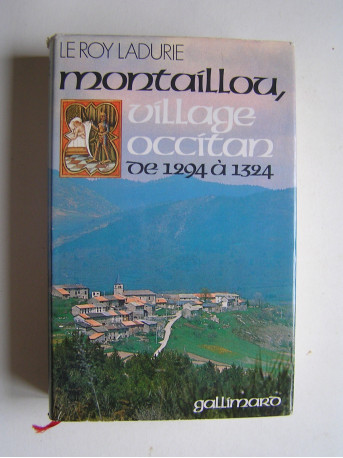 LE ROY LADURIE
montaillou,
village
occitan
de 1294 à 1324
gallimard